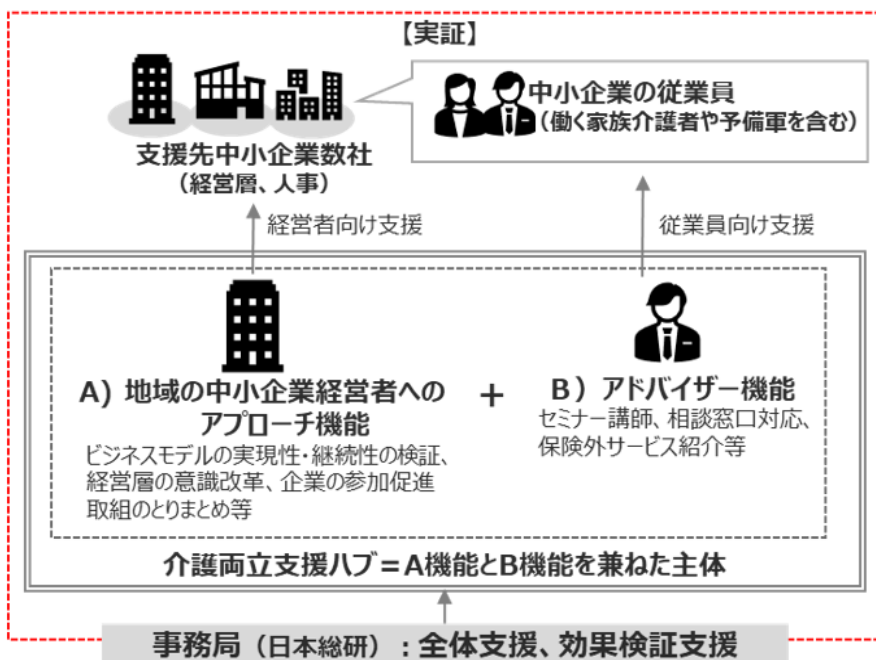 【実証】
中小企業の従業員
（働く家族介護者や予備軍を含む）
支援先中小企業数社
（経営層、人事）
経営者向け支援
従業員向け支援
A）地域の中小企業経営者への
アプローチ機能
ビジネスモデルの実現性・継続性の検証、
経営層の意識改革、企業の参加促進
取組のとりまとめ等
＋
B）アドバイザー機能
セミナー講師、相談窓口対応、
保険外サービス紹介等
介護両立支援ハブ＝A機能とB機能を兼ねた主体
事務局（日本総研）：全体支援、効果検証支援